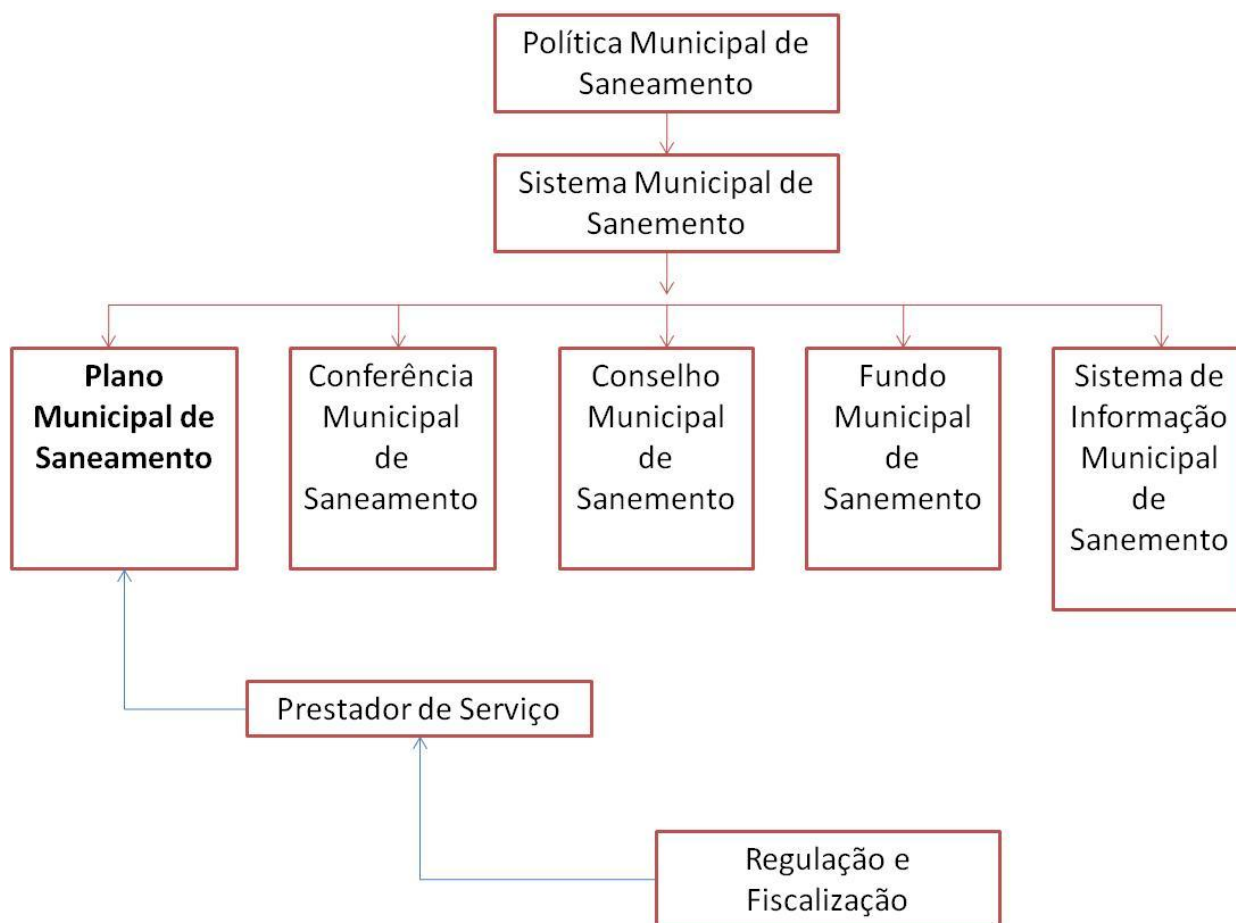 Política Municipal de
Saneamento
Sistema Municipal de
Sanemento
Plano
Municipal de
Saneamento
Conferência
Municipal
de
Saneamento
Conselho
Municipal
de
Sanemento
Fundo
Municipal
de
Sanemento
Sistema de
Informação
Municipal
de
Sanemento
Prestador de Serviço
Regulação e
Fiscalização